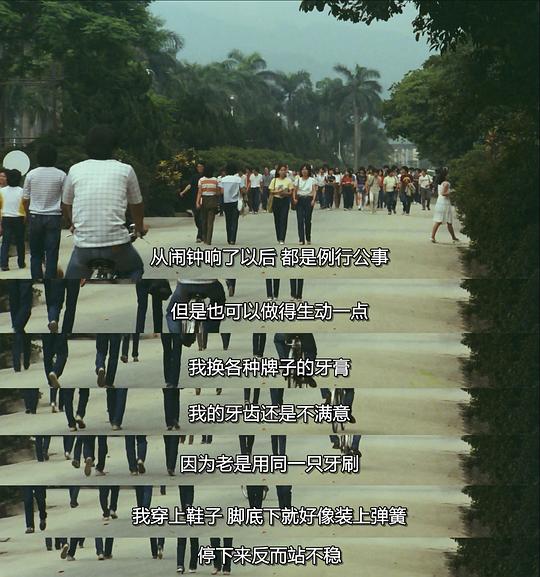 从闹钟响了以后 都是例行公事
但是也可以做得生动一点
我换各种牌子的牙膏
我的牙齿还是不满意
因为老是用同一只牙刷
我穿上鞋子 脚底下就好像装上弹簧
停下来反而站不稳